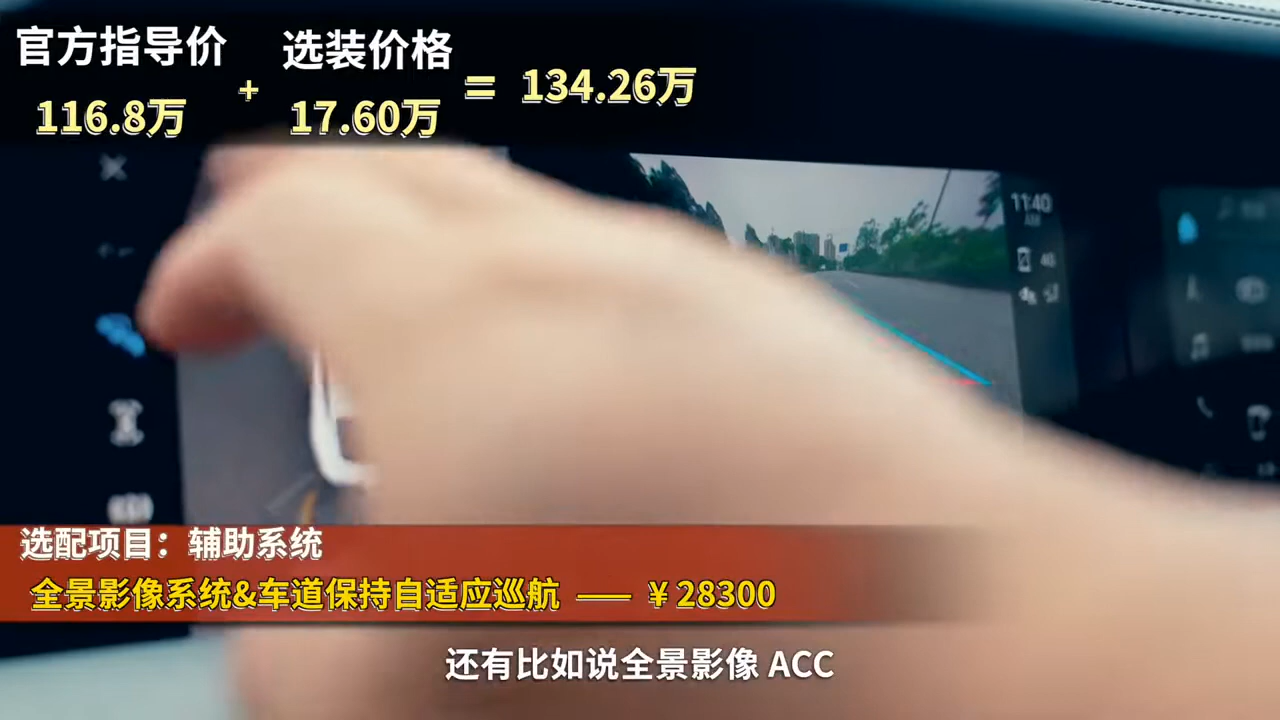 官方指导价 选装价格
116.8万 + 17.60万 = 134.26万
11:40
AM
4G
选配项目：辅助系统
全景影像系统&车道保持自适应巡航 —— ￥28300
还有比如说全景影像 ACC